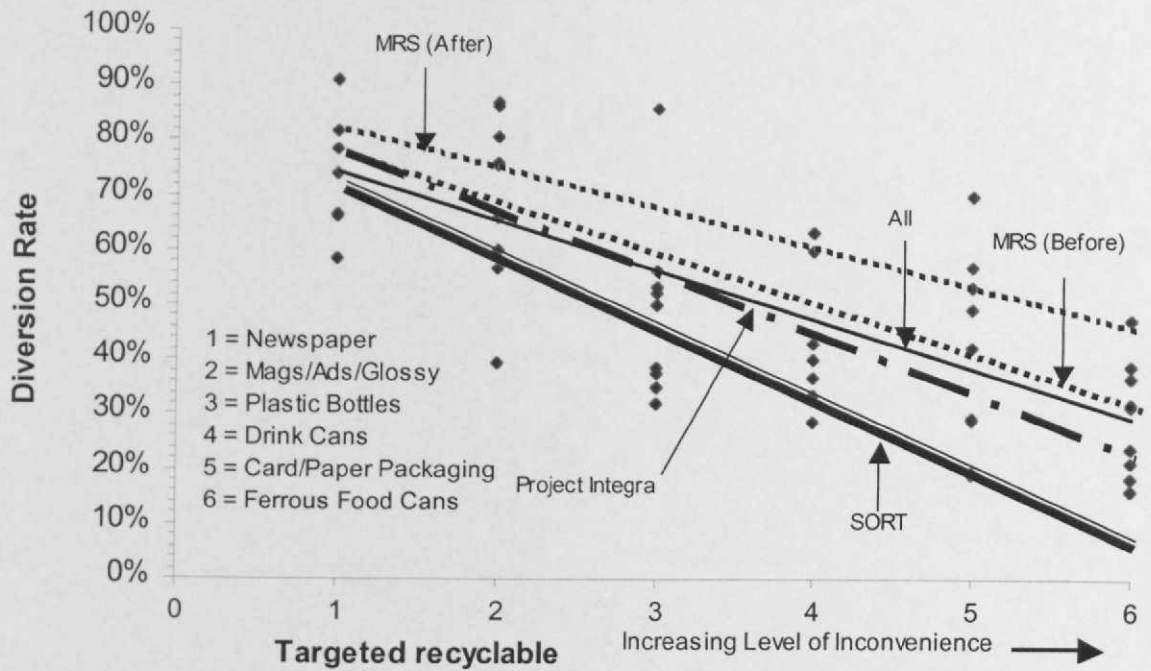 100%
90%
80%
70%
60%
50%
40%
30%
20%
10%
0%
Diversion Rate
MRS (After)
All
MRS (Before)
1 = Newspaper
2 = Mags/Ads/Glossy
3 = Plastic Bottles
4 = Drink Cans
5 = Card/Paper Packaging
6 = Ferrous Food Cans
Project Integra
SORT
0 1 2 3 4 5 6
Targeted recyclable
Increasing Level of Inconvenience